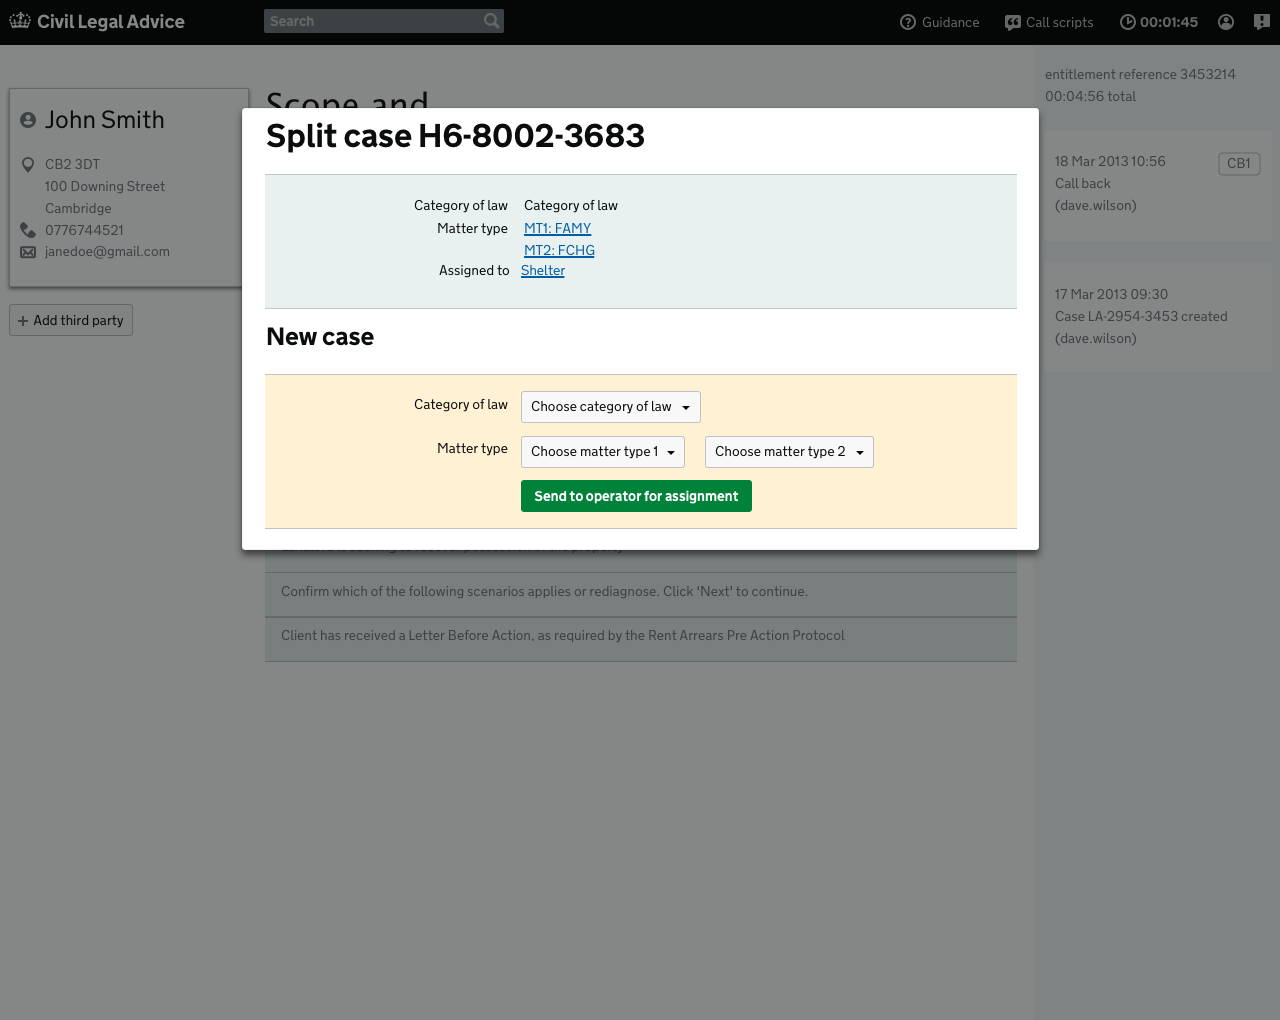 Civil Legal Advice
Search
Guidance
Call scripts
00:01:45
John Smith
CB2 3DT
100 Downing Street
Cambridge
0776744521
janedoe@gmail.com
Add third party
Scope and
Split case H6-8002-3683
Category of law Category of law
Matter type MT1: FAMY
MT2: FCHG
Assigned to Shelter
New case
Category of law Choose category of law
Matter type Choose matter type 1 Choose matter type 2
Send to operator for assignment
Confirm which of the following scenarios applies or rediagnose. Click 'Next' to continue.
Client has received a Letter Before Action, as required by the Rent Arrears Pre Action Protocol
entitlement reference 3453214
00:04:56 total
18 Mar 2013 10:56 CB1
Call back
(dave.wilson)
17 Mar 2013 09:30
Case LA-2954-3453 created
(dave.wilson)